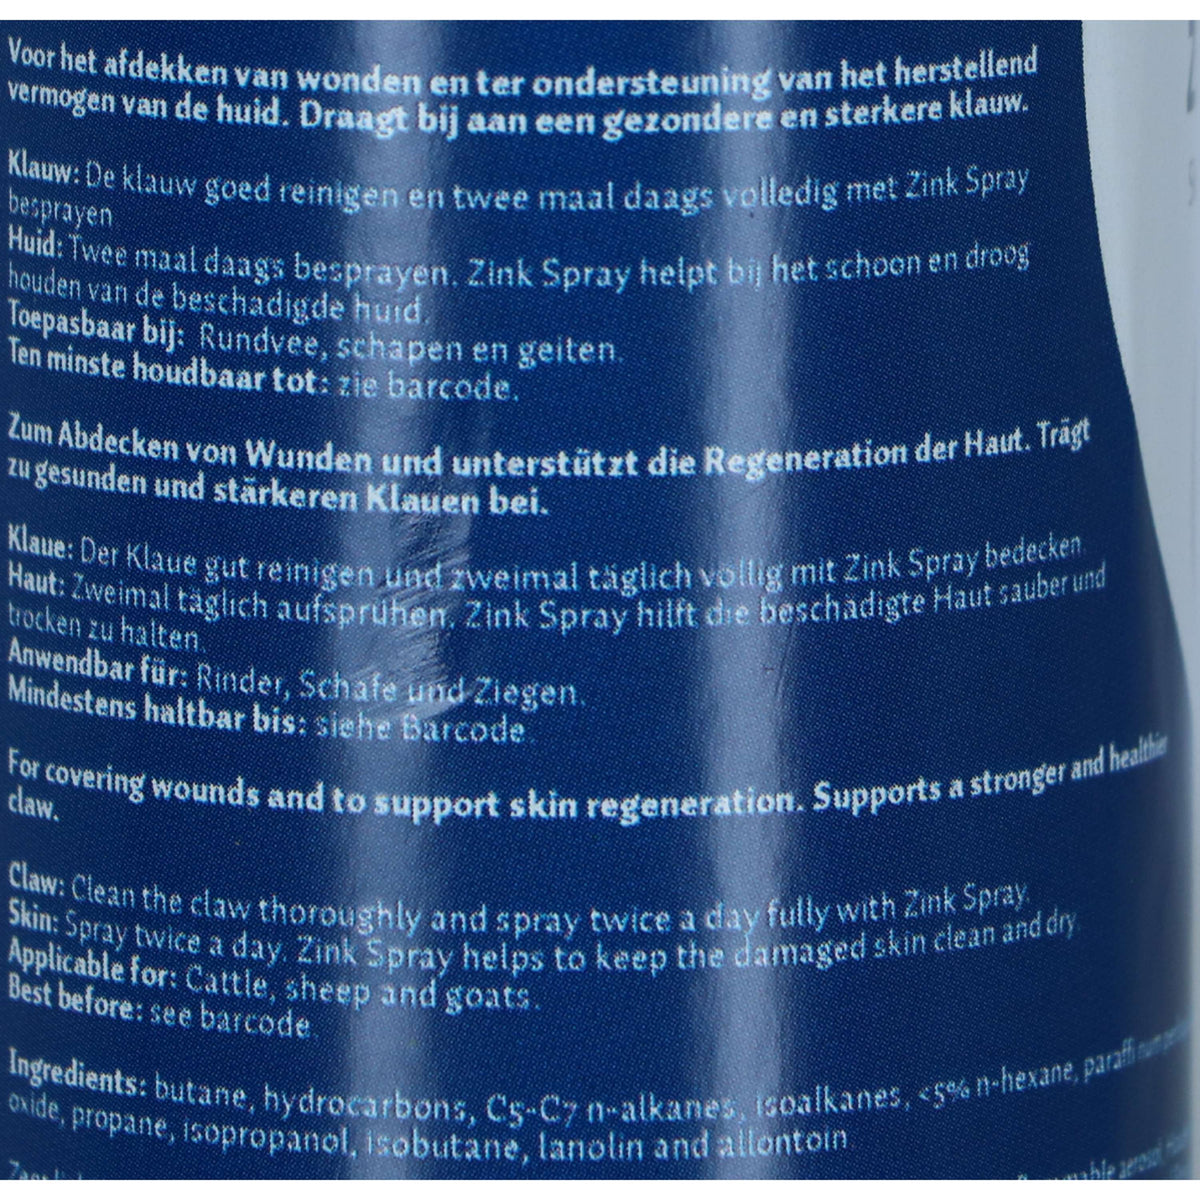 Voor het afdekken van wonden en ter ondersteuning van het herstellend
vermogen van de huid. Draagt bij aan een gezondere en sterkere klauw.
Klauw: De klauw goed reinigen en twee maal daags volledig met Zink Spray
besprayen
Huid: Twee maal daags besprayen. Zink Spray helpt bij het schoon en droog
houden van de beschadigde huid.
Toepasbaar bij: Rundvee, schapen en geiten.
Ten minste houdbaar tot: zie barcode.
Zum Abdecken von Wunden und unterstützt die Regeneration der Haut. Trägt
zu gesunden und stärkeren Klauen bei.
Klaue: Der Klaue gut reinigen und zweimal täglich vollig mit Zink Spray bedecken
Haut: Zweimal täglich aufsprühen. Zink Spray hilft die beschädigte Haut sauber und
trocken zu halten.
Anwendbar für: Rinder, Schafe und Ziegen.
Mindestens haltbar bis: siehe Barcode.
For covering wounds and to support skin regeneration. Supports a stronger and healthier
claw.
Claw: Clean the claw thoroughly and spray twice a day fully with Zink Spray.
Skin: Spray twice a day. Zink Spray helps to keep the damaged skin clean and dry.
Applicable for: Cattle, sheep and goats.
Best before: see barcode.
Ingredients: butane, hydrocarbons, C5-C7 n-alkanes, isoalkanes, <5% n-hexane, paraffinum
oxide, propane, isopropanol, isobutane, lanolin and allontoin
aerosol,